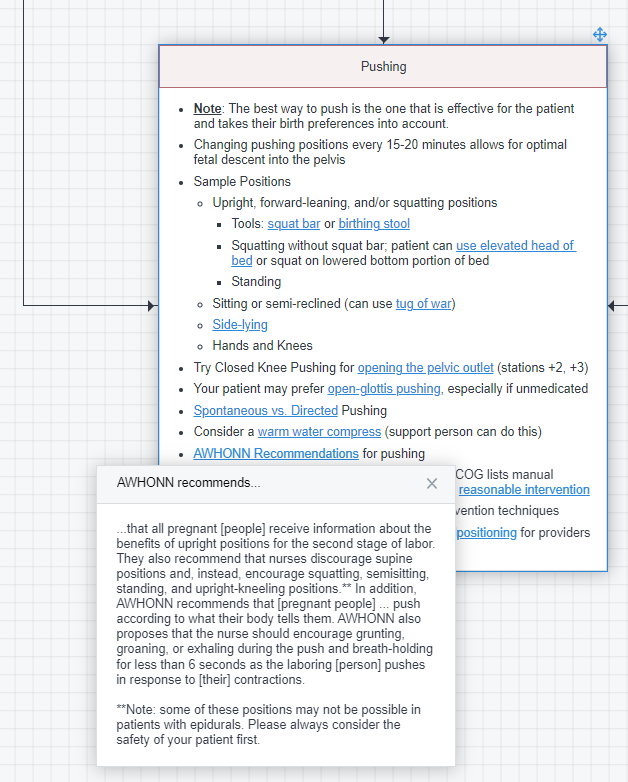 Pushing
Note: The best way to push is the one that is effective for the patient
and takes their birth preferences into account.
Changing pushing positions every 15-20 minutes allows for optimal
fetal descent into the pelvis
Sample Positions
Upright, forward-leaning, and/or squatting positions
Tools: squat bar or birthing stool
Squatting without squat bar; patient can use elevated head of
bed or squat on lowered bottom portion of bed
Standing
Sitting or semi-reclined (can use tug of war)
Side-lying
Hands and Knees
Try Closed Knee Pushing for opening the pelvic outlet (stations +2, +3)
Your patient may prefer open-glottis pushing, especially if unmedicated
Spontaneous vs. Directed Pushing
Consider a warm water compress (support person can do this)
AWHONN Recommendations for pushing
COG lists manual
reasonable intervention
vention techniques
positioning for providers
AWHONN recommends...
...that all pregnant [people] receive information about the
benefits of upright positions for the second stage of labor.
They also recommend that nurses discourage supine
positions and, instead, encourage squatting, semisitting,
standing, and upright-kneeling positions.** In addition,
AWHONN recommends that [pregnant people] ... push
according to what their body tells them. AWHONN also
proposes that the nurse should encourage grunting,
groaning, or exhaling during the push and breath-holding
for less than 6 seconds as the laboring [person] pushes
in response to [their] contractions.
**Note: some of these positions may not be possible in
patients with epidurals. Please always consider the
safety of your patient first.